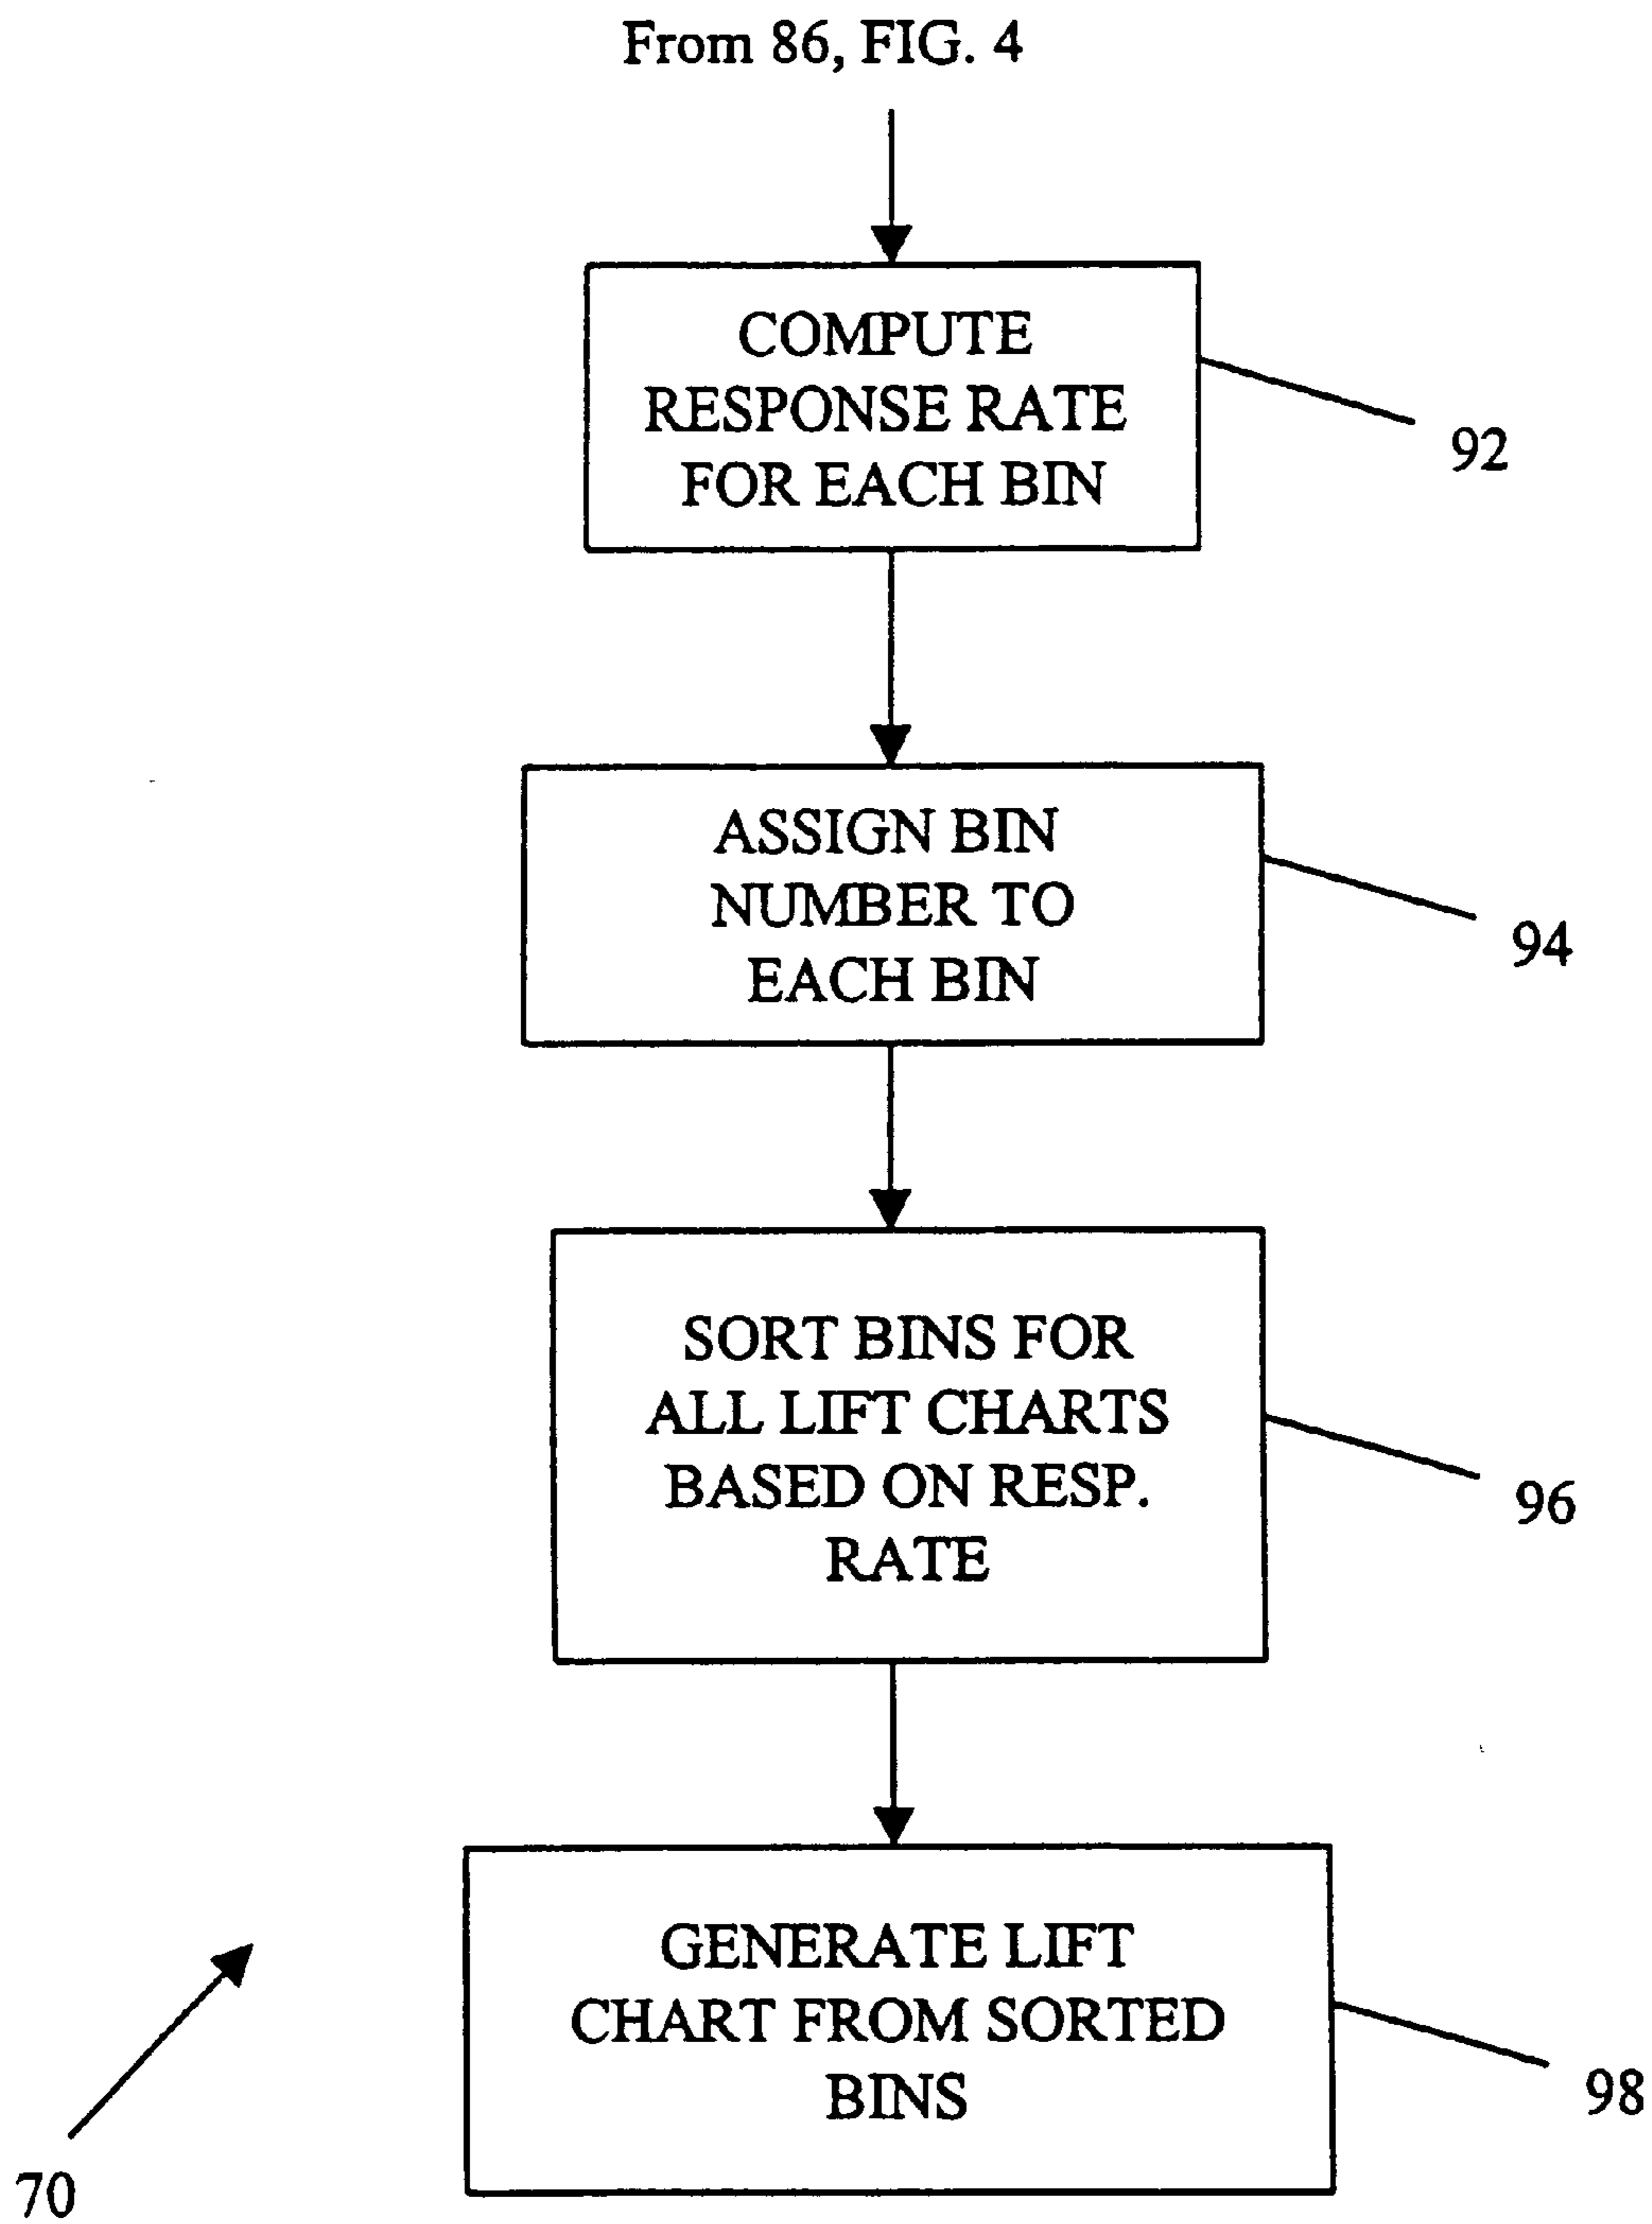 From 86, FIG. 4
COMPUTE
RESPONSE RATE
FOR EACH BIN
92
ASSIGN BIN
NUMBER TO
EACH BIN
94
SORT BINS FOR
ALL LIFT CHARTS
BASED ON RESP.
RATE
96
GENERATE LIFT
CHART FROM SORTED
BINS
98
70